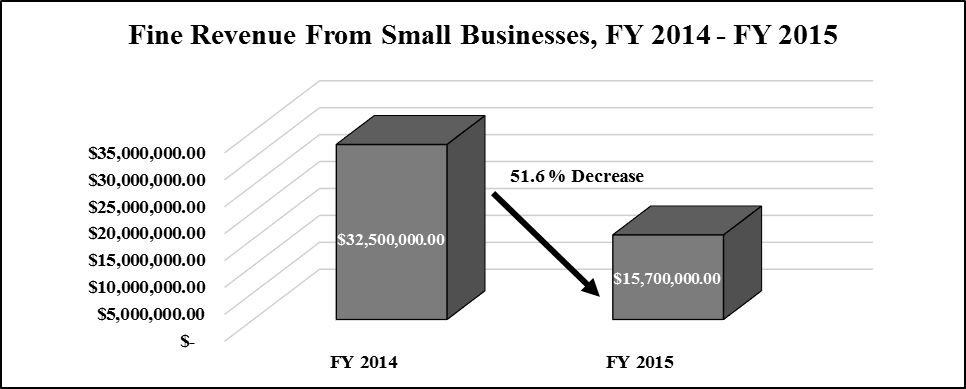 Fine Revenue From Small Businesses, FY 2014 - FY 2015
$35,000,000.00
$30,000,000.00
$25,000,000.00
$20,000,000.00
$15,000,000.00
$10,000,000.00
$5,000,000.00
$-
51.6 % Decrease
$32,500,000.00
$15,700,000.00
FY 2014
FY 2015